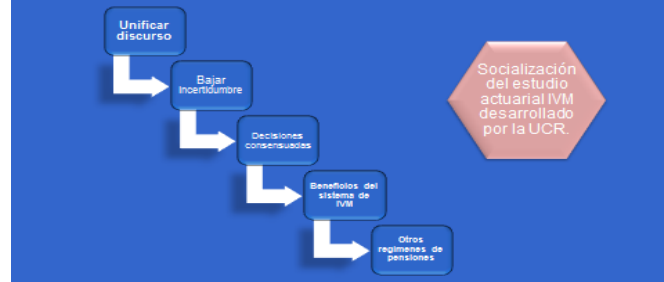 Unificar
discurso
Bajar
Incertidumbre
Decisiones
consensuadas
Beneficios del
sistema de
IVM
Otros
regimenes de
pensiones
Socialización
del estudio
actuarial IVM
desarrollado
por la UCR.